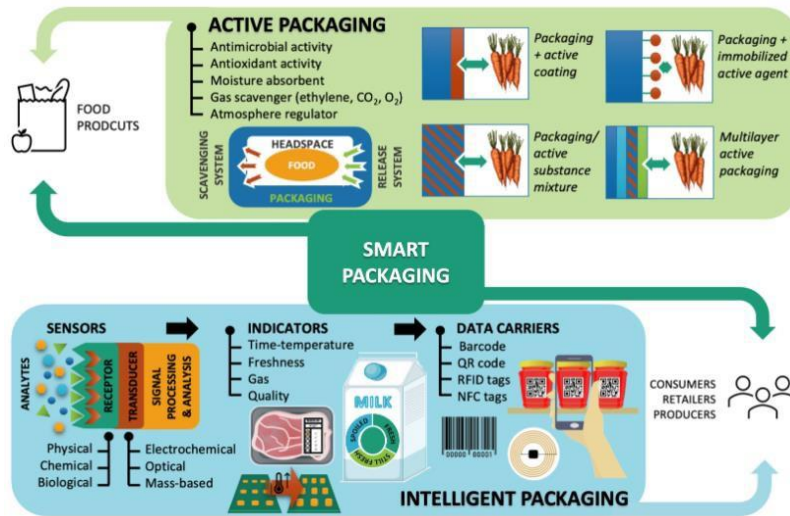 ACTIVE PACKAGING
Antimicrobial activity
Antioxidant activity
Moisture absorbent
Gas scavenger (ethylene, CO₂, O₂)
Atmosphere regulator
FOOD
PRODCUTS
SCAVENGING
SYSTEM
HEADSPACE
FOOD
PACKAGING
RELEASE
SYSTEM
Packaging
+ active
coating
Packaging +
immobilized
active agent
Packaging/
active
substance
mixture
Multilayer
active
packaging
SMART
PACKAGING
SENSORS
ANALYTES
RECEPTOR
TRANSDUCER
SIGNAL
PROCESSING
& ANALYSIS
Physical
Chemical
Biological
Electrochemical
Optical
Mass-based
INDICATORS
Time-temperature
Freshness
Gas
Quality
MILK
SPOILED
FRESH
STILL FRESH
DATA CARRIERS
Barcode
QR code
RFID tags
NFC tags
00000 00001
CONSUMERS
RETAILERS
PRODUCERS
INTELLIGENT PACKAGING